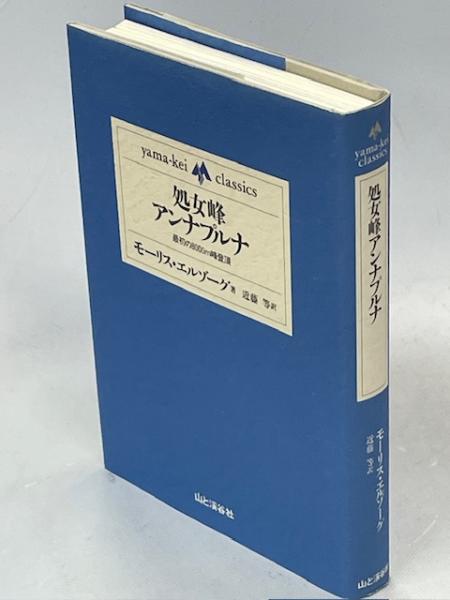 yama-kei classics
処女峰
アンナプルナ
最初の8000m峰登頂
モーリス・エルゾーグ著 近藤 等訳
山と溪谷社
yama-kei
classics
処女峰アンナプルナ
モーリス・エルゾーグ
近藤 等訳
山と溪谷社